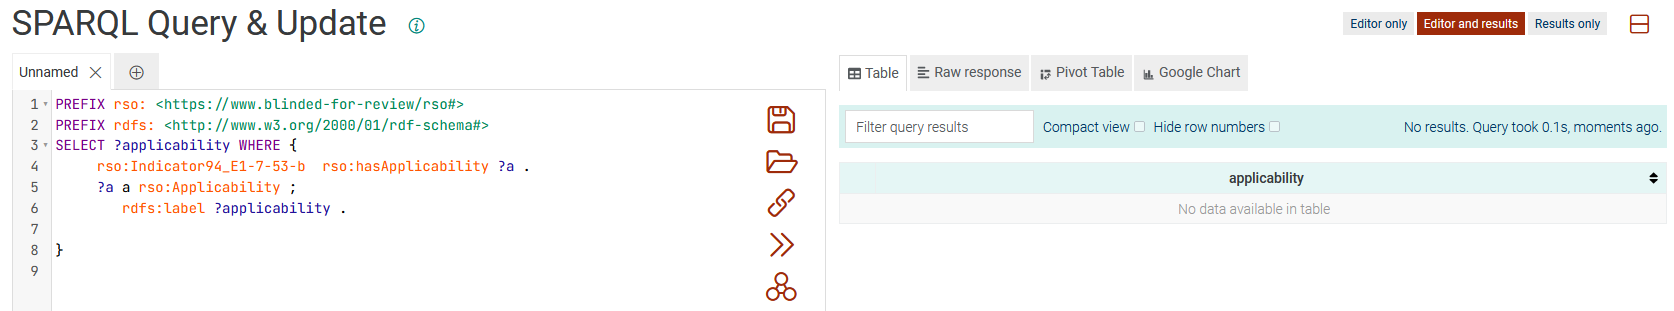 SPARQL Query & Update
Editor only
Editor and results
Results only
Unnamed
1 PREFIX rso: <https://www.blinded-for-review/rso#>
2 PREFIX rdfs: <http://www.w3.org/2000/01/rdf-schema#>
3 SELECT ?applicability WHERE {
4 rso:Indicator94_E1-7-53-b rso:hasApplicability ?a .
5 ?a a rso:Applicability ;
6 rdfs:label ?applicability .
7
8 }
9
Table
Raw response
Pivot Table
Google Chart
Filter query results
Compact view
Hide row numbers
No results. Query took 0.1s, moments ago.
applicability
No data available in table